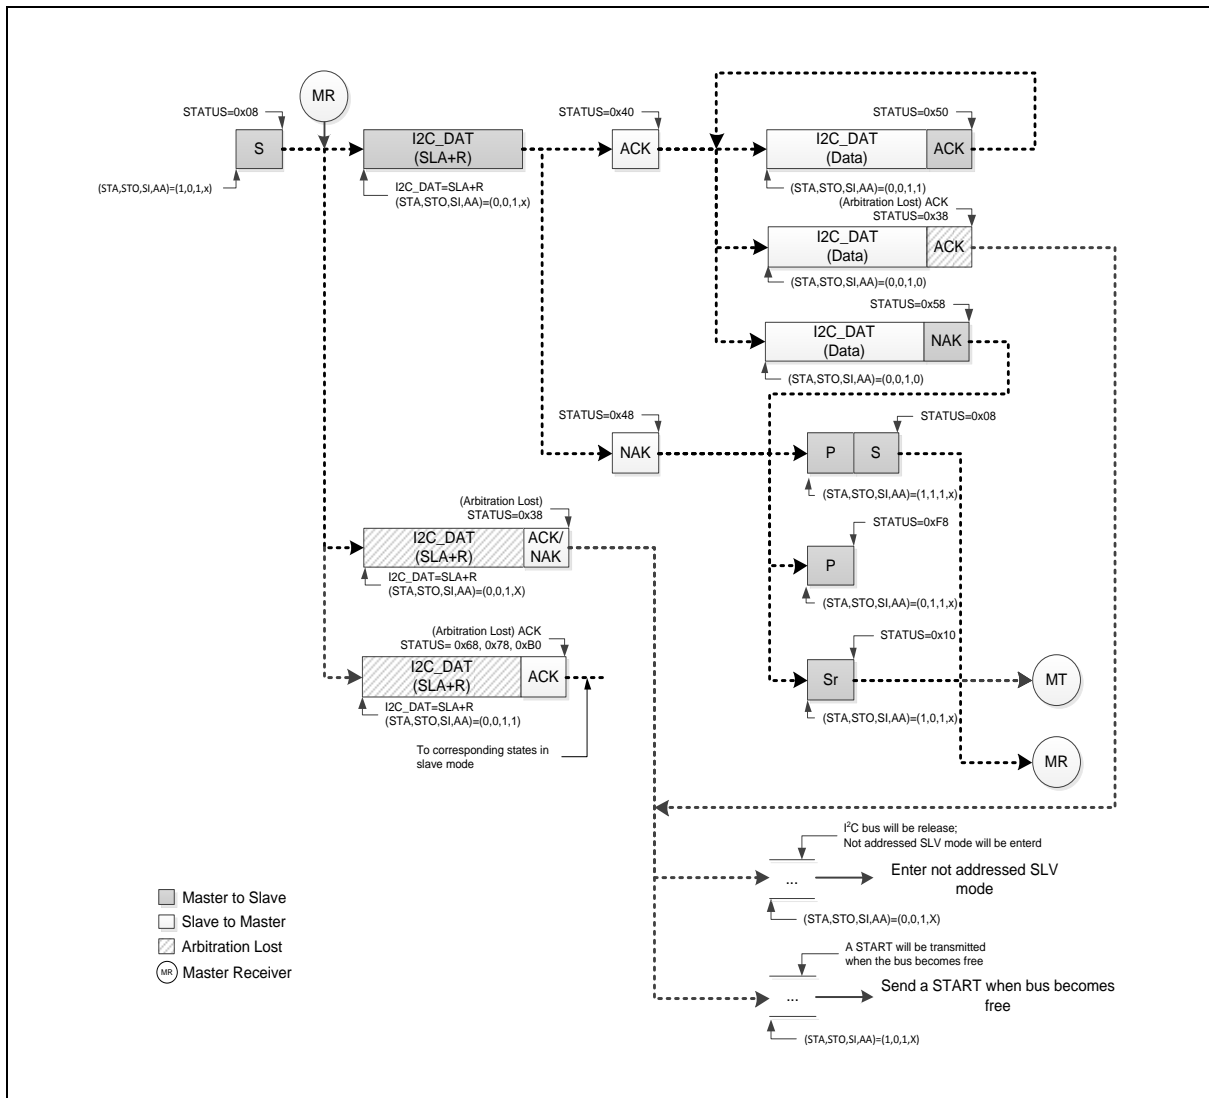 MR
STATUS=0x08
STATUS=0x40
STATUS=0x50
S
I2C_DAT
(SLA+R)
ACK
I2C_DAT
(Data)
ACK
(STA,STO,SI,AA)=(1,0,1,x)
I2C_DAT=SLA+R
(STA,STO,SI,AA)=(0,0,1,x)
(STA,STO,SI,AA)=(0,0,1,1)
(Arbitration Lost) ACK
STATUS=0x38
I2C_DAT
(Data)
ACK
(STA,STO,SI,AA)=(0,0,1,0)
STATUS=0x58
I2C_DAT
(Data)
NAK
(STA,STO,SI,AA)=(0,0,1,0)
STATUS=0x48
STATUS=0x08
NAK
P
S
(STA,STO,SI,AA)=(1,1,1,x)
(Arbitration Lost)
STATUS=0x38
I2C_DAT
(SLA+R)
ACK/
NAK
I2C_DAT=SLA+R
(STA,STO,SI,AA)=(0,0,1,X)
STATUS=0xF8
P
(STA,STO,SI,AA)=(0,1,1,x)
(Arbitration Lost) ACK
STATUS= 0x68, 0x78, 0xB0
I2C_DAT
(SLA+R)
ACK
I2C_DAT=SLA+R
(STA,STO,SI,AA)=(0,0,1,1)
To corresponding states in
slave mode
STATUS=0x10
Sr
(STA,STO,SI,AA)=(1,0,1,x)
MT
MR
I2C bus will be release;
Not addressed SLV mode will be enterd
...
Enter not addressed SLV
mode
(STA,STO,SI,AA)=(0,0,1,X)
A START will be transmitted
when the bus becomes free
...
Send a START when bus becomes
free
(STA,STO,SI,AA)=(1,0,1,X)
Master to Slave
Slave to Master
Arbitration Lost
MR Master Receiver